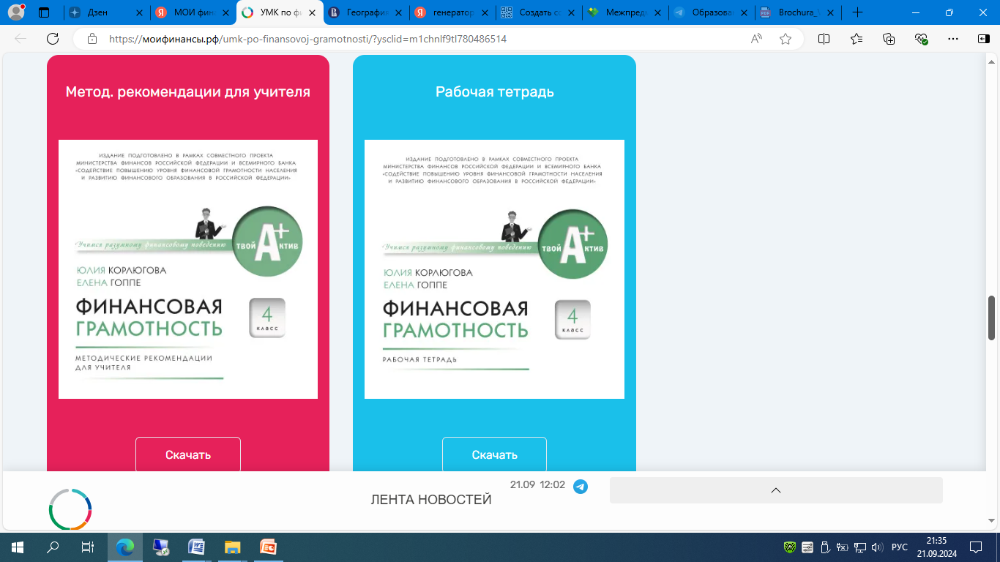 Дзен
МОИ фин
УМК по фи
География
генератор
Создать со
Межпред
Образова
Brochura_У
https://моифинансы.рф/umk-po-finansovoj-gramotnosti/?ysclid=m1chnlf9tl780486514
Метод. рекомендации для учителя
ИЗДАНИЕ ПОДГОТОВЛЕНО В РАМКАХ СОВМЕСТНОГО ПРОЕКТА
МИНИСТЕРСТВА ФИНАНСОВ РОССИЙСКОЙ ФЕДЕРАЦИИ И ВСЕМИРНОГО БАНКА
«СОДЕЙСТВИЕ ПОВЫШЕНИЮ УРОВНЯ ФИНАНСОВОЙ ГРАМОТНОСТИ НАСЕЛЕНИЯ
И РАЗВИТИЮ ФИНАНСОВОГО ОБРАЗОВАНИЯ В РОССИЙСКОЙ ФЕДЕРАЦИИ»
Учимся разумному финансовому поведению
ТВОЙ А+КТИВ
ЮЛИЯ КОРЛЮГОВА
ЕЛЕНА ГОППЕ
ФИНАНСОВАЯ
ГРАМОТНОСТЬ
4
КЛАСС
МЕТОДИЧЕСКИЕ РЕКОМЕНДАЦИИ
ДЛЯ УЧИТЕЛЯ
Скачать
Рабочая тетрадь
ИЗДАНИЕ ПОДГОТОВЛЕНО В РАМКАХ СОВМЕСТНОГО ПРОЕКТА
МИНИСТЕРСТВА ФИНАНСОВ РОССИЙСКОЙ ФЕДЕРАЦИИ И ВСЕМИРНОГО БАНКА
«СОДЕЙСТВИЕ ПОВЫШЕНИЮ УРОВНЯ ФИНАНСОВОЙ ГРАМОТНОСТИ НАСЕЛЕНИЯ
И РАЗВИТИЮ ФИНАНСОВОГО ОБРАЗОВАНИЯ В РОССИЙСКОЙ ФЕДЕРАЦИИ»
Учимся разумному финансовому поведению
ТВОЙ А+КТИВ
ЮЛИЯ КОРЛЮГОВА
ЕЛЕНА ГОППЕ
ФИНАНСОВАЯ
ГРАМОТНОСТЬ
4
КЛАСС
РАБОЧАЯ ТЕТРАДЬ
Скачать
21.09 12:02
ЛЕНТА НОВОСТЕЙ
РУС
21:35
21.09.2024